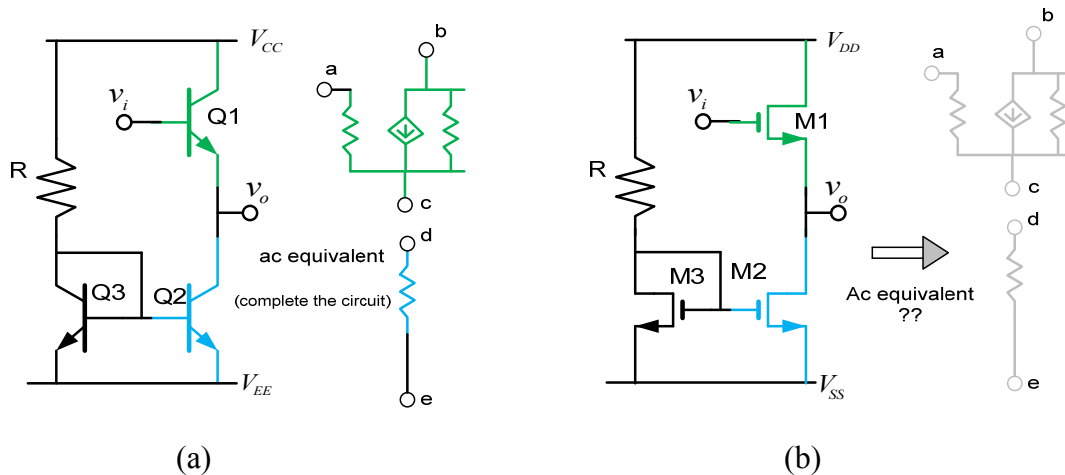 V_CC
b
a
v_i
Q1
R
v_o
c
d
ac equivalent
(complete the circuit)
Q3
Q2
V_EE
e
(a)
V_DD
b
a
v_i
M1
R
v_o
c
d
M3
M2
Ac equivalent
??
V_SS
e
(b)